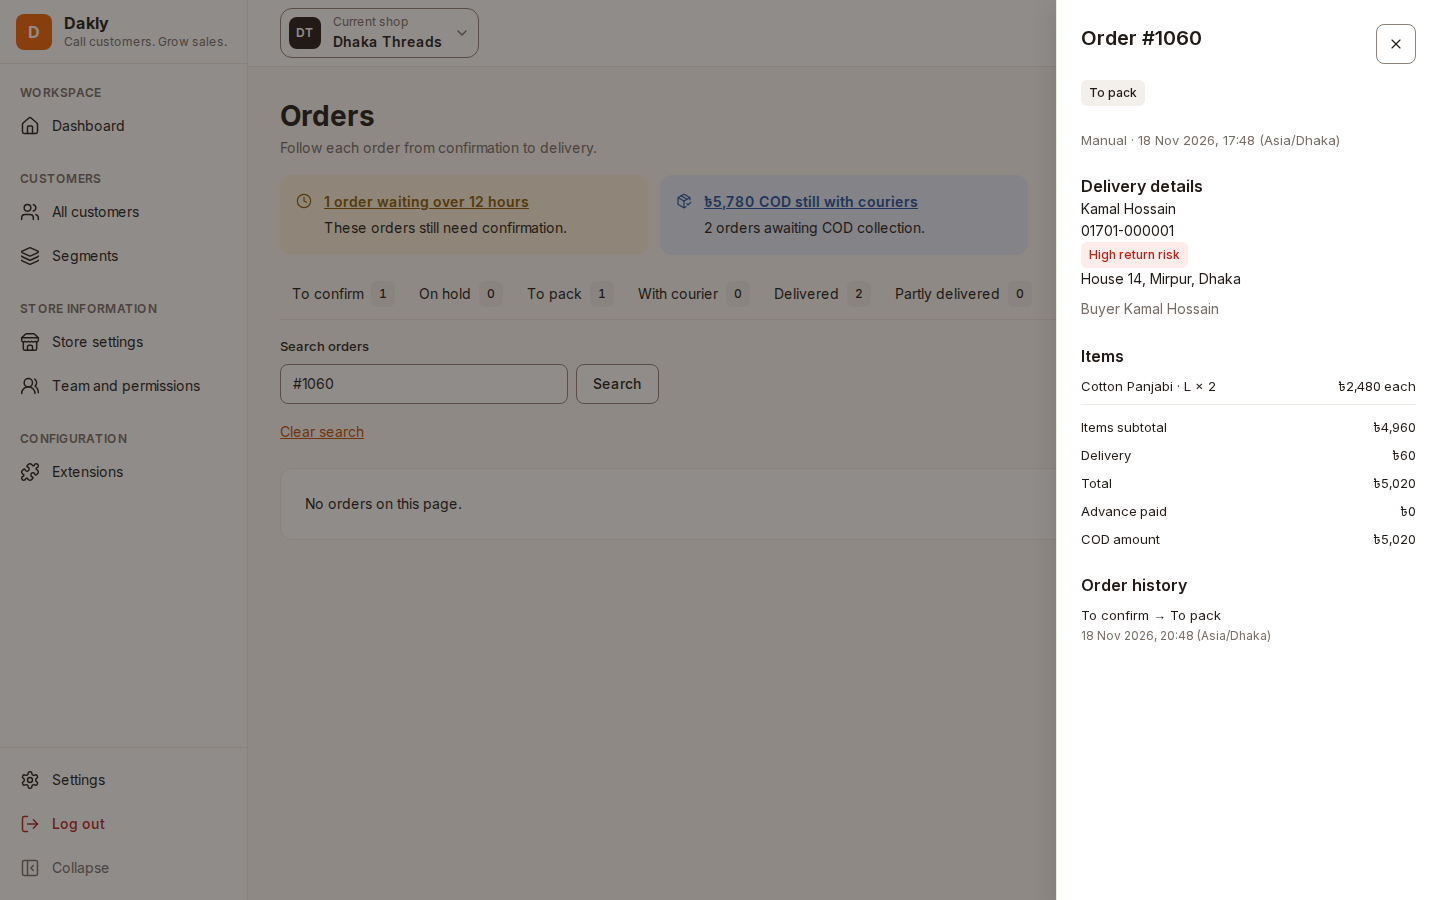 D
Dakly
Call customers. Grow sales.
WORKSPACE
Dashboard
CUSTOMERS
All customers
Segments
STORE INFORMATION
Store settings
Team and permissions
CONFIGURATION
Extensions
Settings
Log out
Collapse
DT
Current shop
Dhaka Threads
Orders
Follow each order from confirmation to delivery.
1 order waiting over 12 hours
These orders still need confirmation.
৳5,780 COD still with couriers
2 orders awaiting COD collection.
To confirm 1 On hold 0 To pack 1 With courier 0 Delivered 2 Partly delivered 0
Search orders
#1060 Search
Clear search
No orders on this page.
Order #1060
To pack
Manual · 18 Nov 2026, 17:48 (Asia/Dhaka)
Delivery details
Kamal Hossain
01701-000001
High return risk
House 14, Mirpur, Dhaka
Buyer Kamal Hossain
Items
Cotton Panjabi · L × 2 ৳2,480 each
Items subtotal ৳4,960
Delivery ৳60
Total ৳5,020
Advance paid ৳0
COD amount ৳5,020
Order history
To confirm → To pack
18 Nov 2026, 20:48 (Asia/Dhaka)